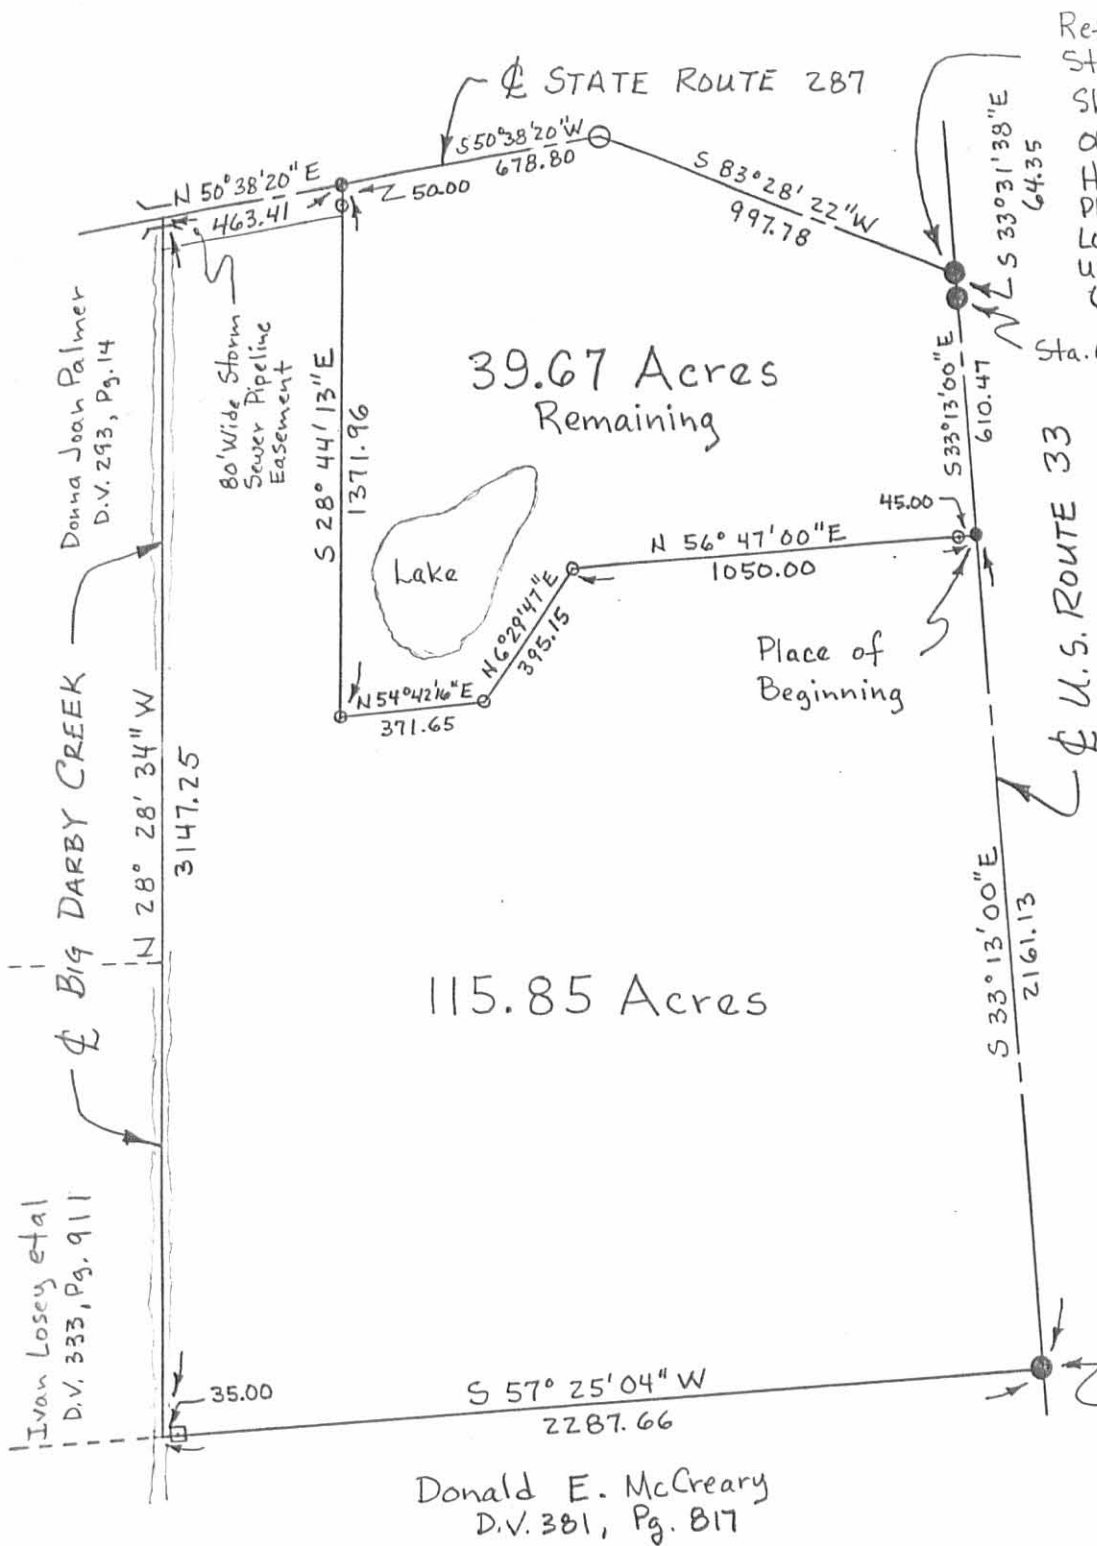 ℄ STATE ROUTE 287
S 50°38'20" W
678.80
N 50°38'20" E
463.41
50.00
S 83°28'22" W
997.78
S 33°31'38" E
64.35
Sta.
S 33°13'00" E
610.47
Donna Joan Palmer
D.V. 293, Pg. 14
80' Wide Storm
Sewer Pipeline
Easement
S 28° 44' 13" E
1371.96
39.67 Acres
Remaining
Lake
45.00
N 56° 47' 00" E
1050.00
N 6°29'47" E
395.15
N 54°42'16" E
371.65
Place of
Beginning
℄ U.S. ROUTE 33
℄ BIG DARBY CREEK
N 28° 28' 34" W
3147.25
115.85 Acres
S 33°13'00" E
2161.13
Ivan Losey et al
D.V. 333, Pg. 911
35.00
S 57° 25' 04" W
2287.66
Donald E. McCreary
D.V. 381, Pg. 817